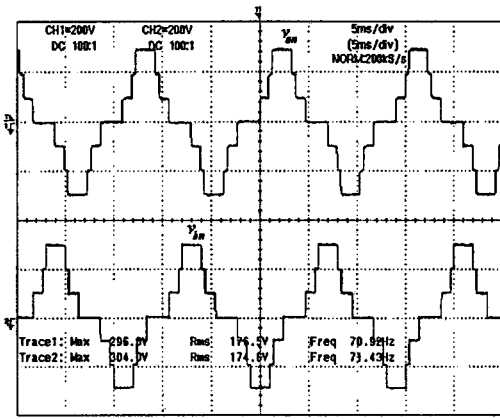 CH1=200V CH2=200V 5ms/div
DC 100:1 DC 100:1 (5ms/div)
NORM:200kS/s
v_an
v_bn
Trace1: Max 296.0V Rms 176.5V Freq 70.92Hz
Trace2: Max 304.0V Rms 174.6V Freq 73.43Hz